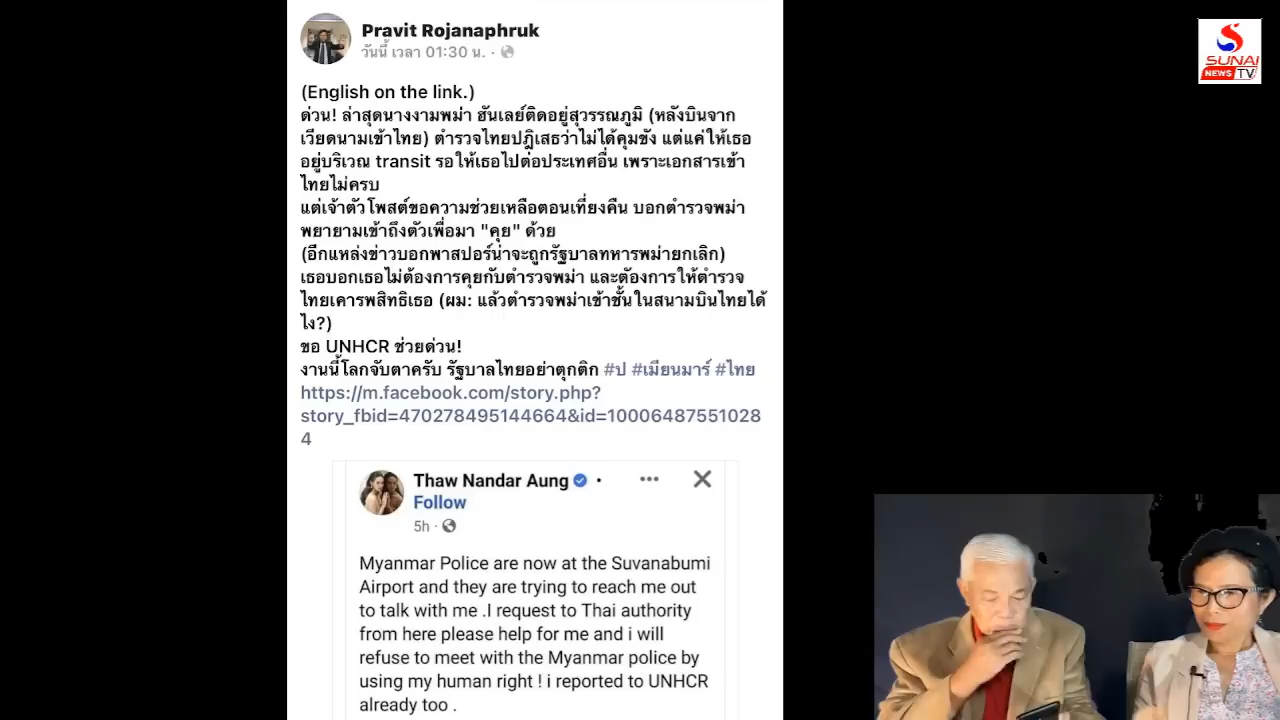 Pravit Rojanaphruk
วันนี้ เวลา 01:30 น. ·
SUNAI
NEWS TV
(English on the link.)
ด่วน! ล่าสุดนางงามพม่า ฮันเลย์ติดอยู่สุวรรณภูมิ (หลังบินจาก
เวียดนามเข้าไทย) ตำรวจไทยปฎิเสธว่าไม่ได้คุมขัง แต่แค่ให้เธอ
อยู่บริเวณ transit รอให้เธอไปต่อประเทศอื่น เพราะเอกสารเข้า
ไทยไม่ครบ
แต่เจ้าตัวโพสต์ขอความช่วยเหลือตอนเที่ยงคืน บอกตำรวจพม่า
พยายามเข้าถึงตัวเพื่อมา "คุย" ด้วย
(อีกแหล่งข่าวบอกพาสปอร์น่าจะถูกรัฐบาลทหารพม่ายกเลิก)
เธอบอกเธอไม่ต้องการคุยกับตำรวจพม่า และต้องการให้ตำรวจ
ไทยเคารพสิทธิเธอ (ผม: แล้วตำรวจพม่าเข้าชั้นในสนามบินไทยได้
ไง?)
ขอ UNHCR ช่วยด่วน!
งานนี้โลกจับตาครับ รัฐบาลไทยอย่าตุกติก #ป #เมียนมาร์ #ไทย
https://m.facebook.com/story.php?
story_fbid=470278495144664&id=10006487551028
4
Thaw Nandar Aung ·
Follow
5h ·
Myanmar Police are now at the Suvanabumi
Airport and they are trying to reach me out
to talk with me .I request to Thai authority
from here please help for me and i will
refuse to meet with the Myanmar police by
using my human right ! i reported to UNHCR
already too .